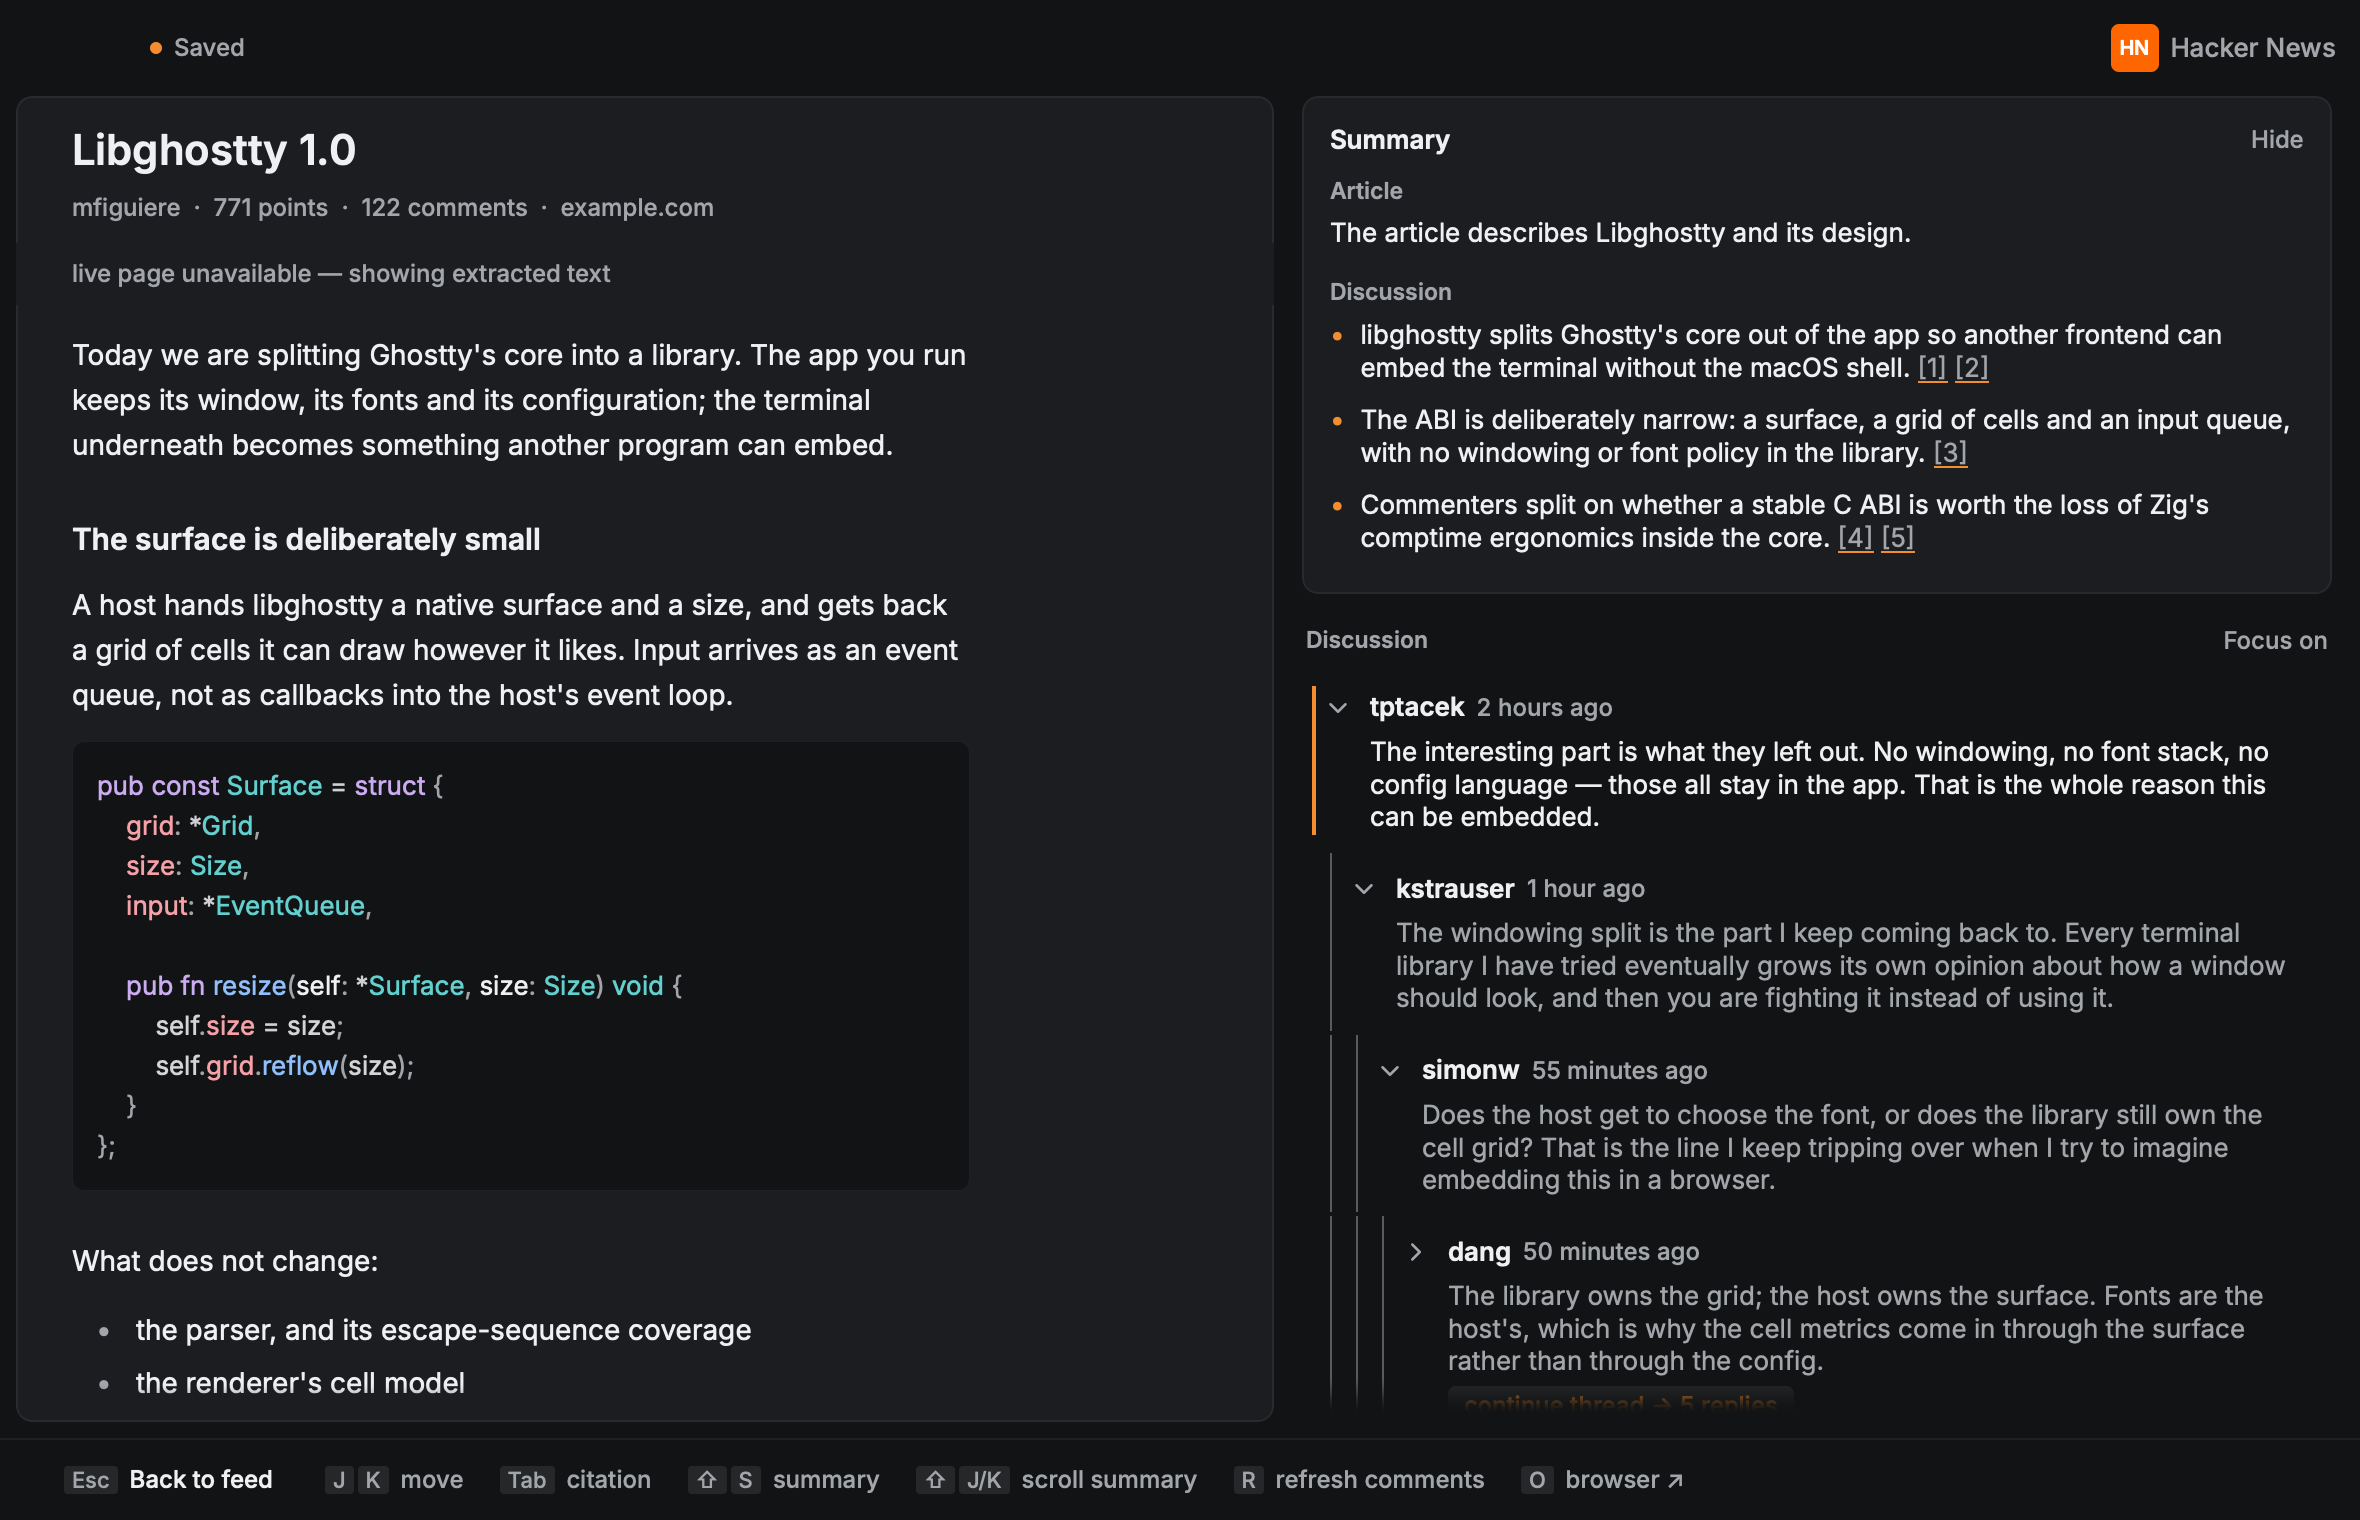 Saved
HN Hacker News
Libghostty 1.0
mfiguiere · 771 points · 122 comments · example.com
live page unavailable — showing extracted text
Today we are splitting Ghostty's core into a library. The app you run
keeps its window, its fonts and its configuration; the terminal
underneath becomes something another program can embed.
The surface is deliberately small
A host hands libghostty a native surface and a size, and gets back
a grid of cells it can draw however it likes. Input arrives as an event
queue, not as callbacks into the host's event loop.
pub const Surface = struct {
grid: *Grid,
size: Size,
input: *EventQueue,
pub fn resize(self: *Surface, size: Size) void {
self.size = size;
self.grid.reflow(size);
}
};
What does not change:
• the parser, and its escape-sequence coverage
• the renderer's cell model
Summary
Hide
Article
The article describes Libghostty and its design.
Discussion
• libghostty splits Ghostty's core out of the app so another frontend can
embed the terminal without the macOS shell. [1] [2]
• The ABI is deliberately narrow: a surface, a grid of cells and an input queue,
with no windowing or font policy in the library. [3]
• Commenters split on whether a stable C ABI is worth the loss of Zig's
comptime ergonomics inside the core. [4] [5]
Discussion
Focus on
tptacek 2 hours ago
The interesting part is what they left out. No windowing, no font stack, no
config language — those all stay in the app. That is the whole reason this
can be embedded.
kstrauser 1 hour ago
The windowing split is the part I keep coming back to. Every terminal
library I have tried eventually grows its own opinion about how a window
should look, and then you are fighting it instead of using it.
simonw 55 minutes ago
Does the host get to choose the font, or does the library still own the
cell grid? That is the line I keep tripping over when I try to imagine
embedding this in a browser.
dang 50 minutes ago
The library owns the grid; the host owns the surface. Fonts are the
host's, which is why the cell metrics come in through the surface
rather than through the config.
continue thread → 5 replies
Esc Back to feed J K move Tab citation ⇧ S summary ⇧ J/K scroll summary R refresh comments O browser ↗